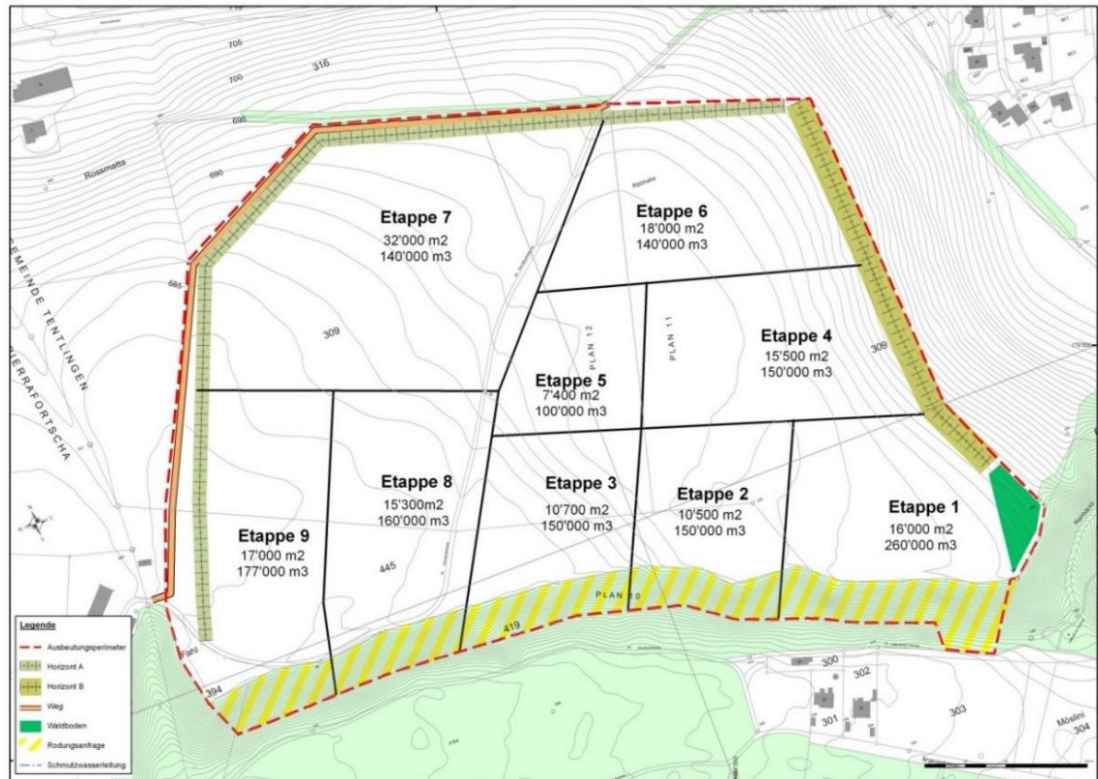 710
705
700
316
695
690
685
Rossmatta
GEMEINDE TENTLINGEN
PIERRAFORTSCHA
Etappe 7
32'000 m2
140'000 m3
Etappe 6
18'000 m2
140'000 m3
309
PLAN 12
PLAN 11
Etappe 4
15'500 m2
150'000 m3
309
Etappe 5
7'400 m2
100'000 m3
Etappe 8
15'300m2
160'000 m3
Etappe 3
10'700 m2
150'000 m3
Etappe 2
10'500 m2
150'000 m3
Etappe 1
16'000 m2
260'000 m3
Etappe 9
17'000 m2
177'000 m3
445
PLAN 10
419
Fahl
394
300
302
301
303
Möslini
304
Legende
Ausbeutungsperimeter
Horizont A
Horizont B
Weg
Waldboden
Rodungsanfrage
Schmutzwasserleitung